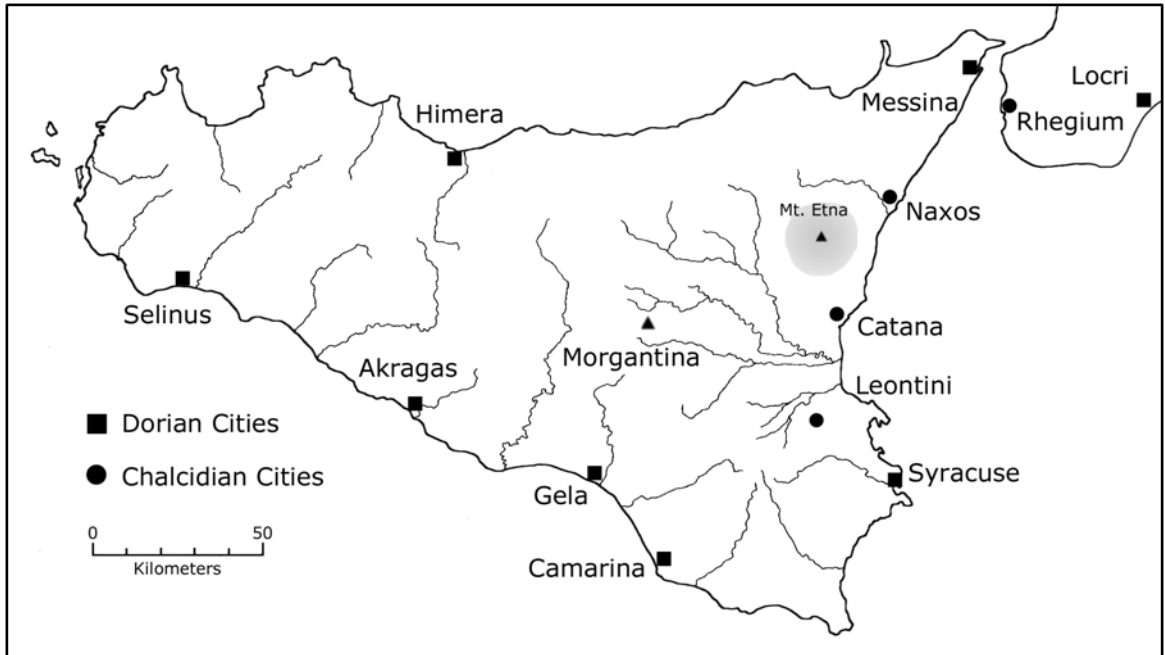 Locri
Messina
Himera
Rhegium
Mt. Etna
Naxos
Selinus
Catana
Morgantina
Akragas
Leontini
Dorian Cities
Chalcidian Cities
Syracuse
Gela
0 50
Kilometers
Camarina